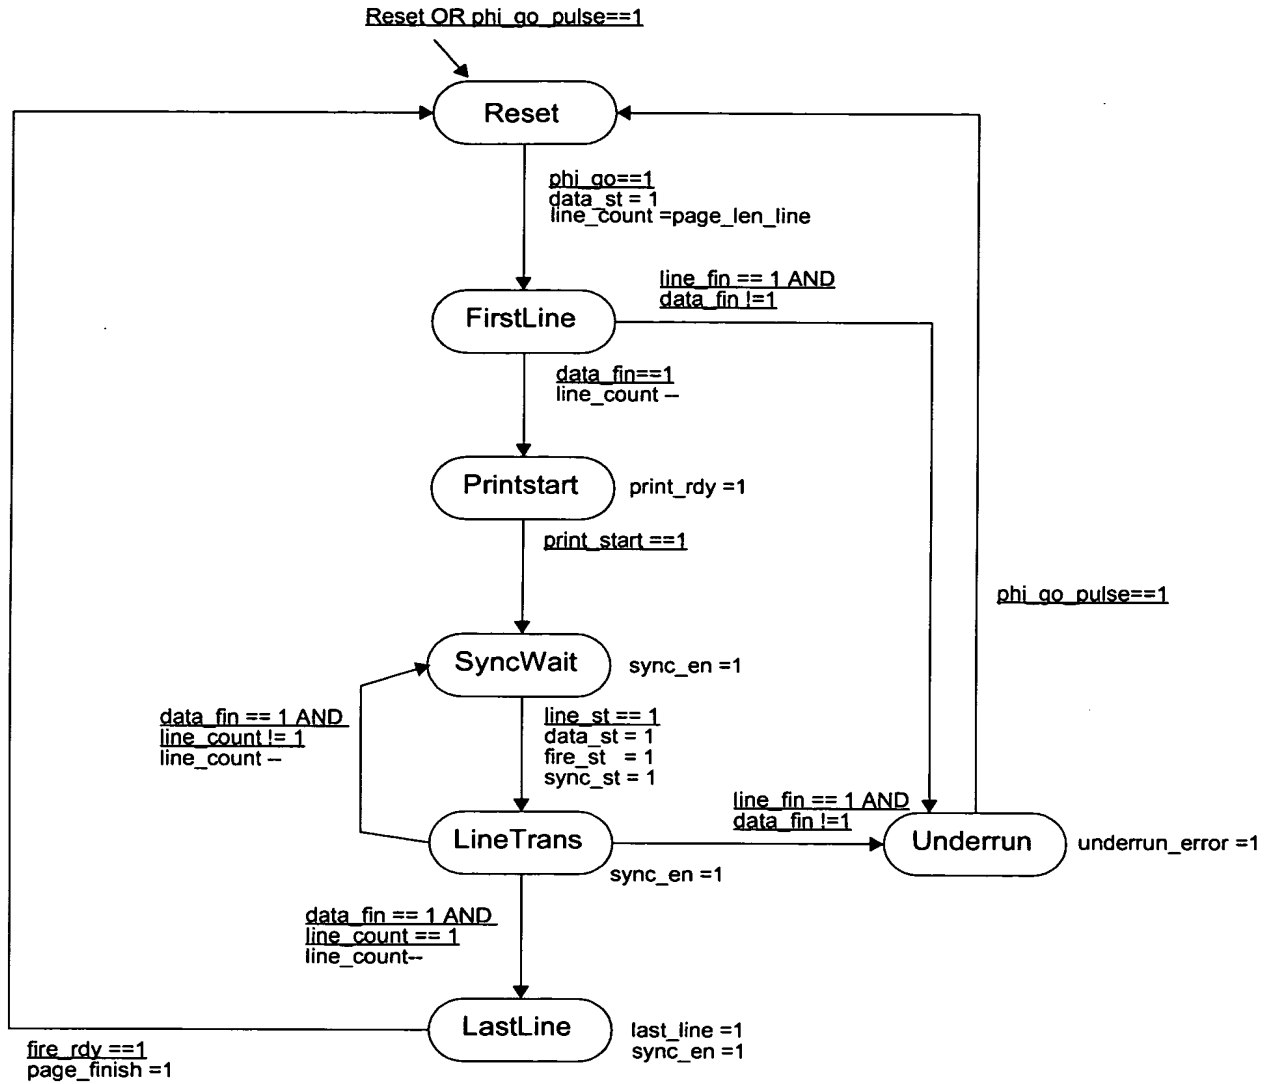 Reset OR phi_go_pulse==1
Reset
phi_go==1
data_st = 1
line_count =page_len_line
line_fin == 1 AND
data_fin !=1
FirstLine
data_fin==1
line_count --
Printstart
print_rdy =1
print_start ==1
phi_go_pulse==1
SyncWait
sync_en =1
data_fin == 1 AND
line_count != 1
line_count --
line_st == 1
data_st = 1
fire_st = 1
sync_st = 1
line_fin == 1 AND
data_fin !=1
LineTrans
sync_en =1
Underrun
underrun_error =1
data_fin == 1 AND
line_count == 1
line_count--
LastLine
last_line =1
sync_en =1
fire_rdy ==1
page_finish =1